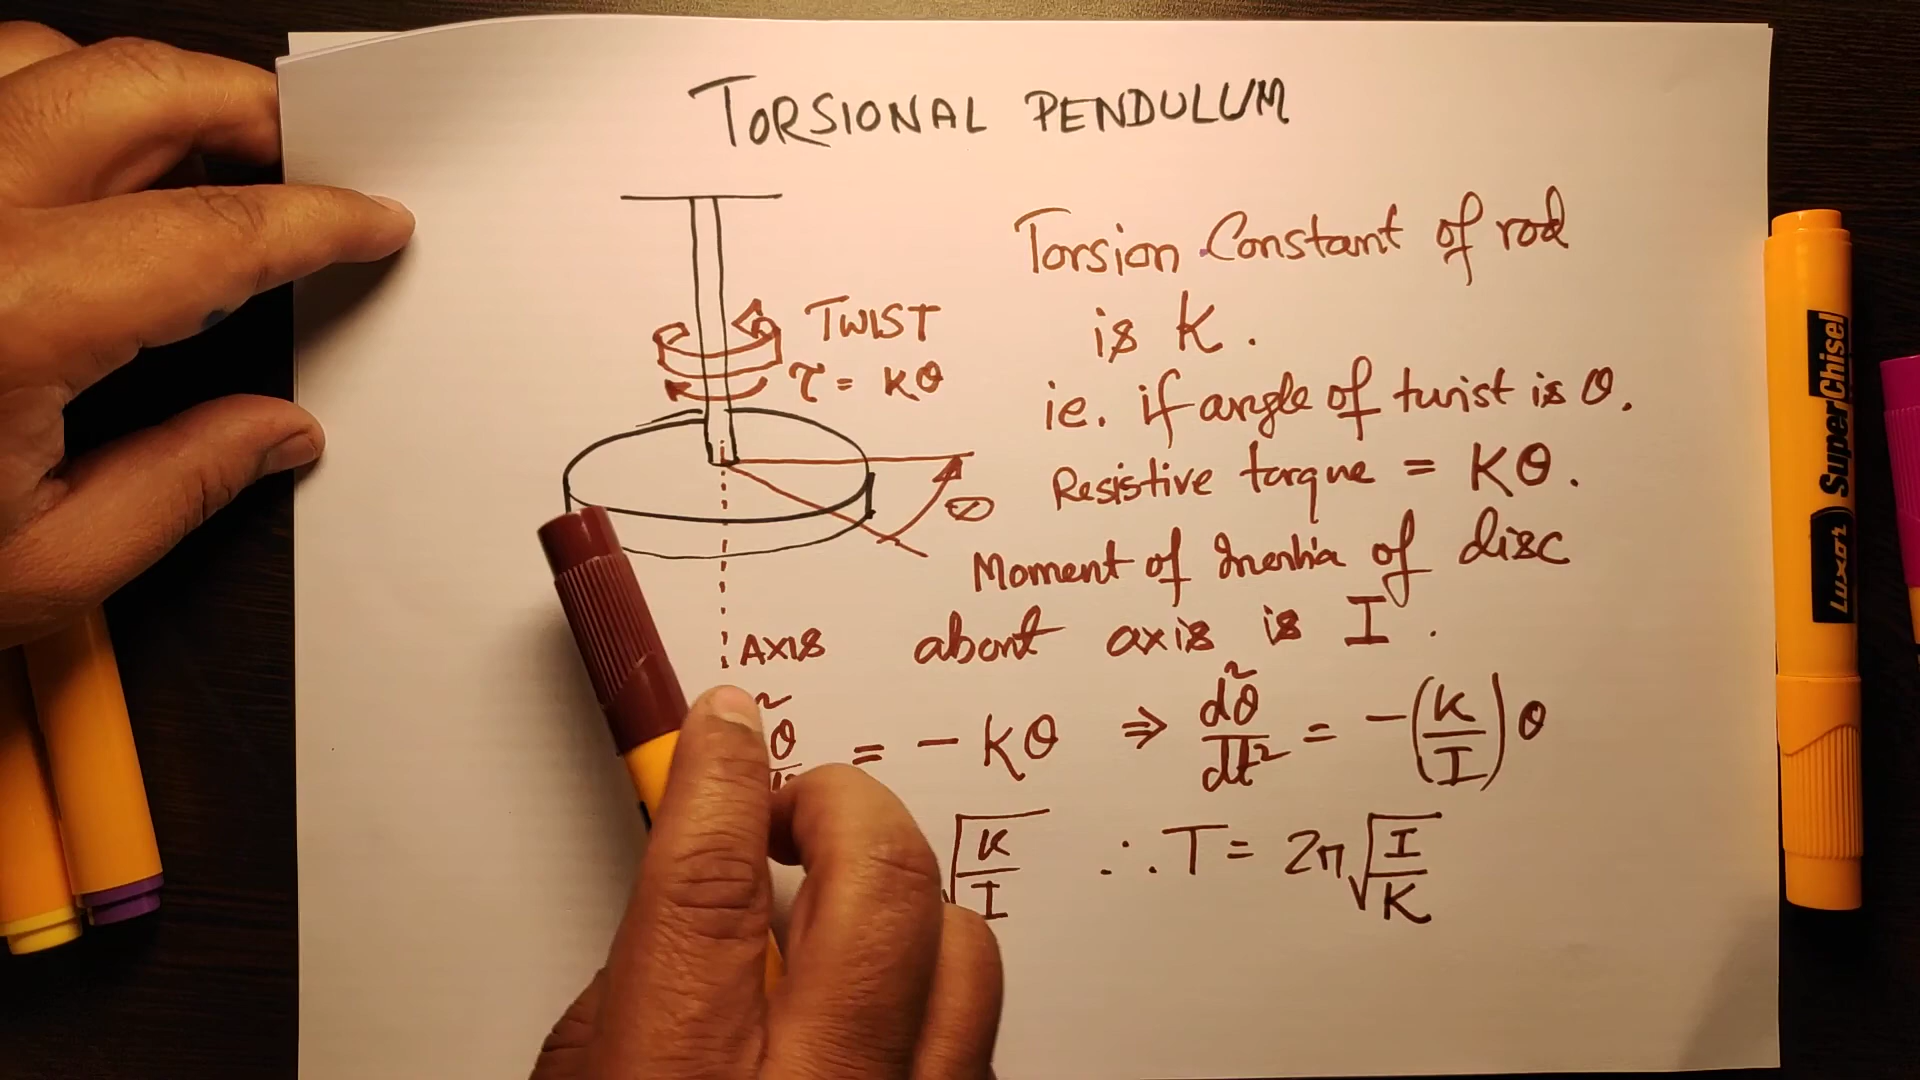 TORSIONAL PENDULUM
Torsion Constant of rod
is K.
TWIST
τ = Kθ
ie. if angle of twist is θ.
Resistive torque = Kθ.
θ
Moment of Inertia of disc
about axis is I.
AXIS
²θ = - Kθ ⇒ d²θ/dt² = -(K/I)θ
√K/I ∴ T = 2π√I/K
Luxor SuperChisel